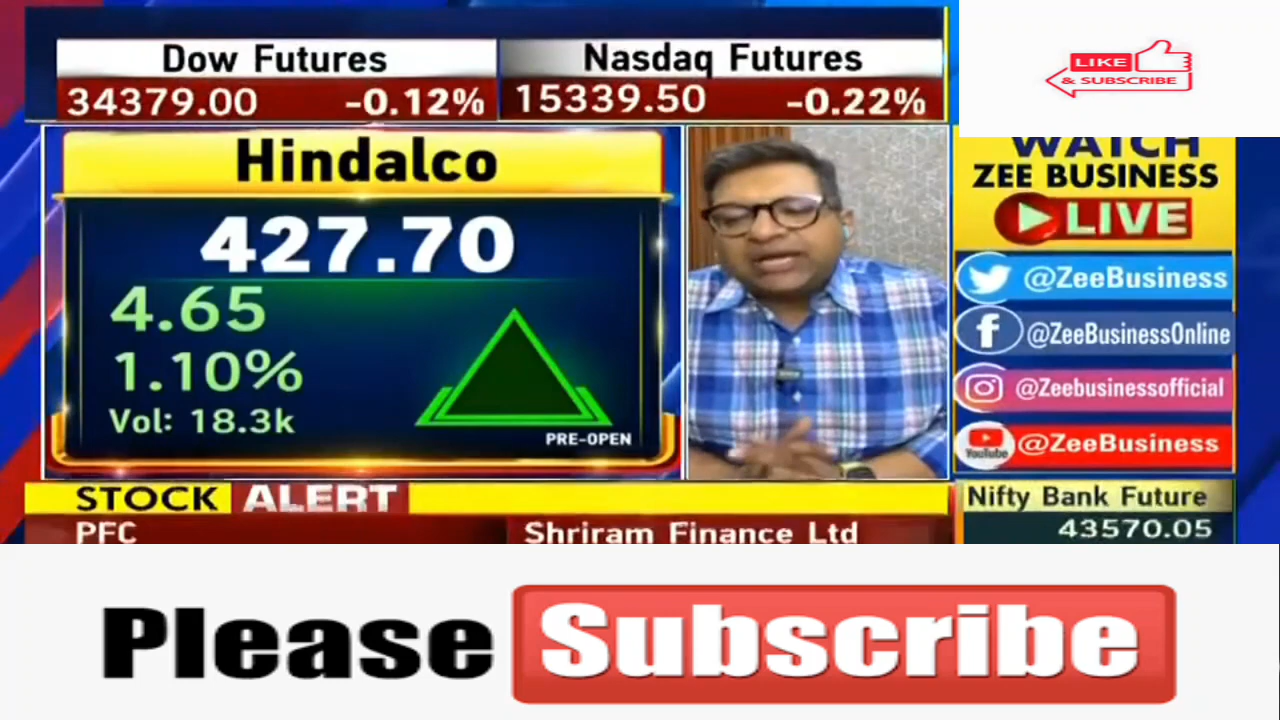 Dow Futures
34379.00 -0.12%
Nasdaq Futures
15339.50 -0.22%
LIKE
& SUBSCRIBE
Hindalco
427.70
4.65
1.10%
Vol: 18.3k
PRE-OPEN
WATCH
ZEE BUSINESS
LIVE
@ZeeBusiness
@ZeeBusinessOnline
@Zeebusinessofficial
YouTube @ZeeBusiness
STOCK ALERT
PFC
Shriram Finance Ltd
Nifty Bank Future
43570.05
Please Subscribe